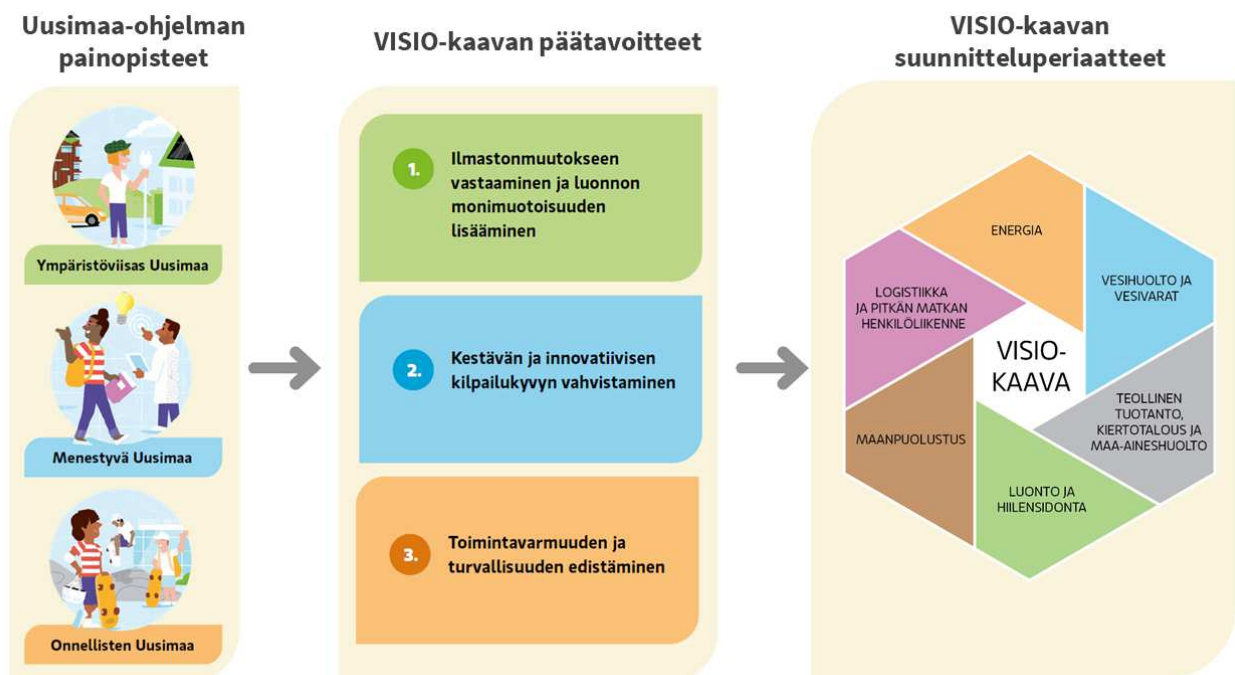 Uusimaa-ohjelman
painopisteet
Ympäristöviisas Uusimaa
Menestyvä Uusimaa
Onnellisten Uusimaa
VISIO-kaavan päätavoitteet
1.
Ilmastonmuutokseen
vastaaminen ja luonnon
monimuotoisuuden
lisääminen
2.
Kestävän ja innovatiivisen
kilpailukyvyn vahvistaminen
3.
Toimintavarmuuden ja
turvallisuuden edistäminen
VISIO-kaavan
suunnitteluperiaatteet
ENERGIA
VESIHUOLTO JA
VESIVARAT
LOGISTIIKKA
JA PITKÄN MATKAN
HENKILÖLIIKENNE
VISIO-
KAAVA
TEOLLINEN
TUOTANTO,
KIERTOTALOUS JA
MAA-AINESHUOLTO
MAANPUOLUSTUS
LUONTO JA
HIILENSIDONTA